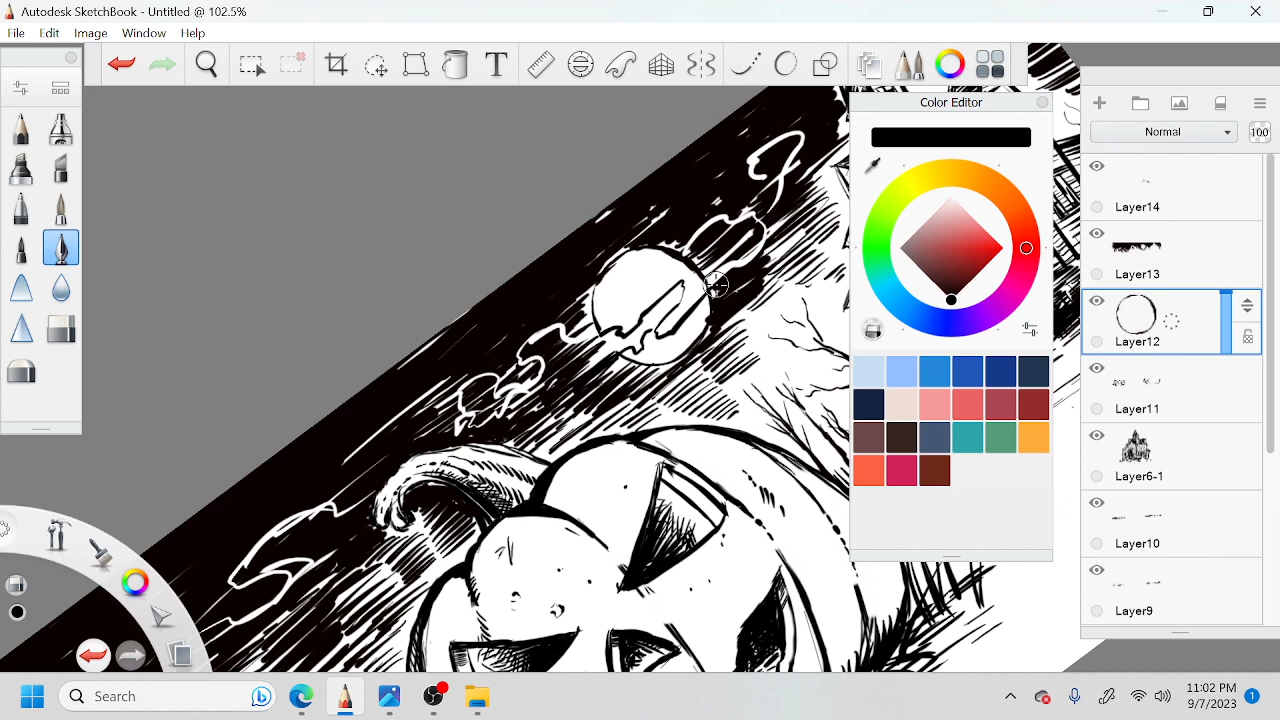 Autodesk SketchBook - Untitled @ 102.5%
File Edit Image Window Help
T
Color Editor
Normal
100
Layer14
Layer13
Layer12
Layer11
Layer6-1
Layer10
Layer9
Search
11:02 PM
9/7/2023
1